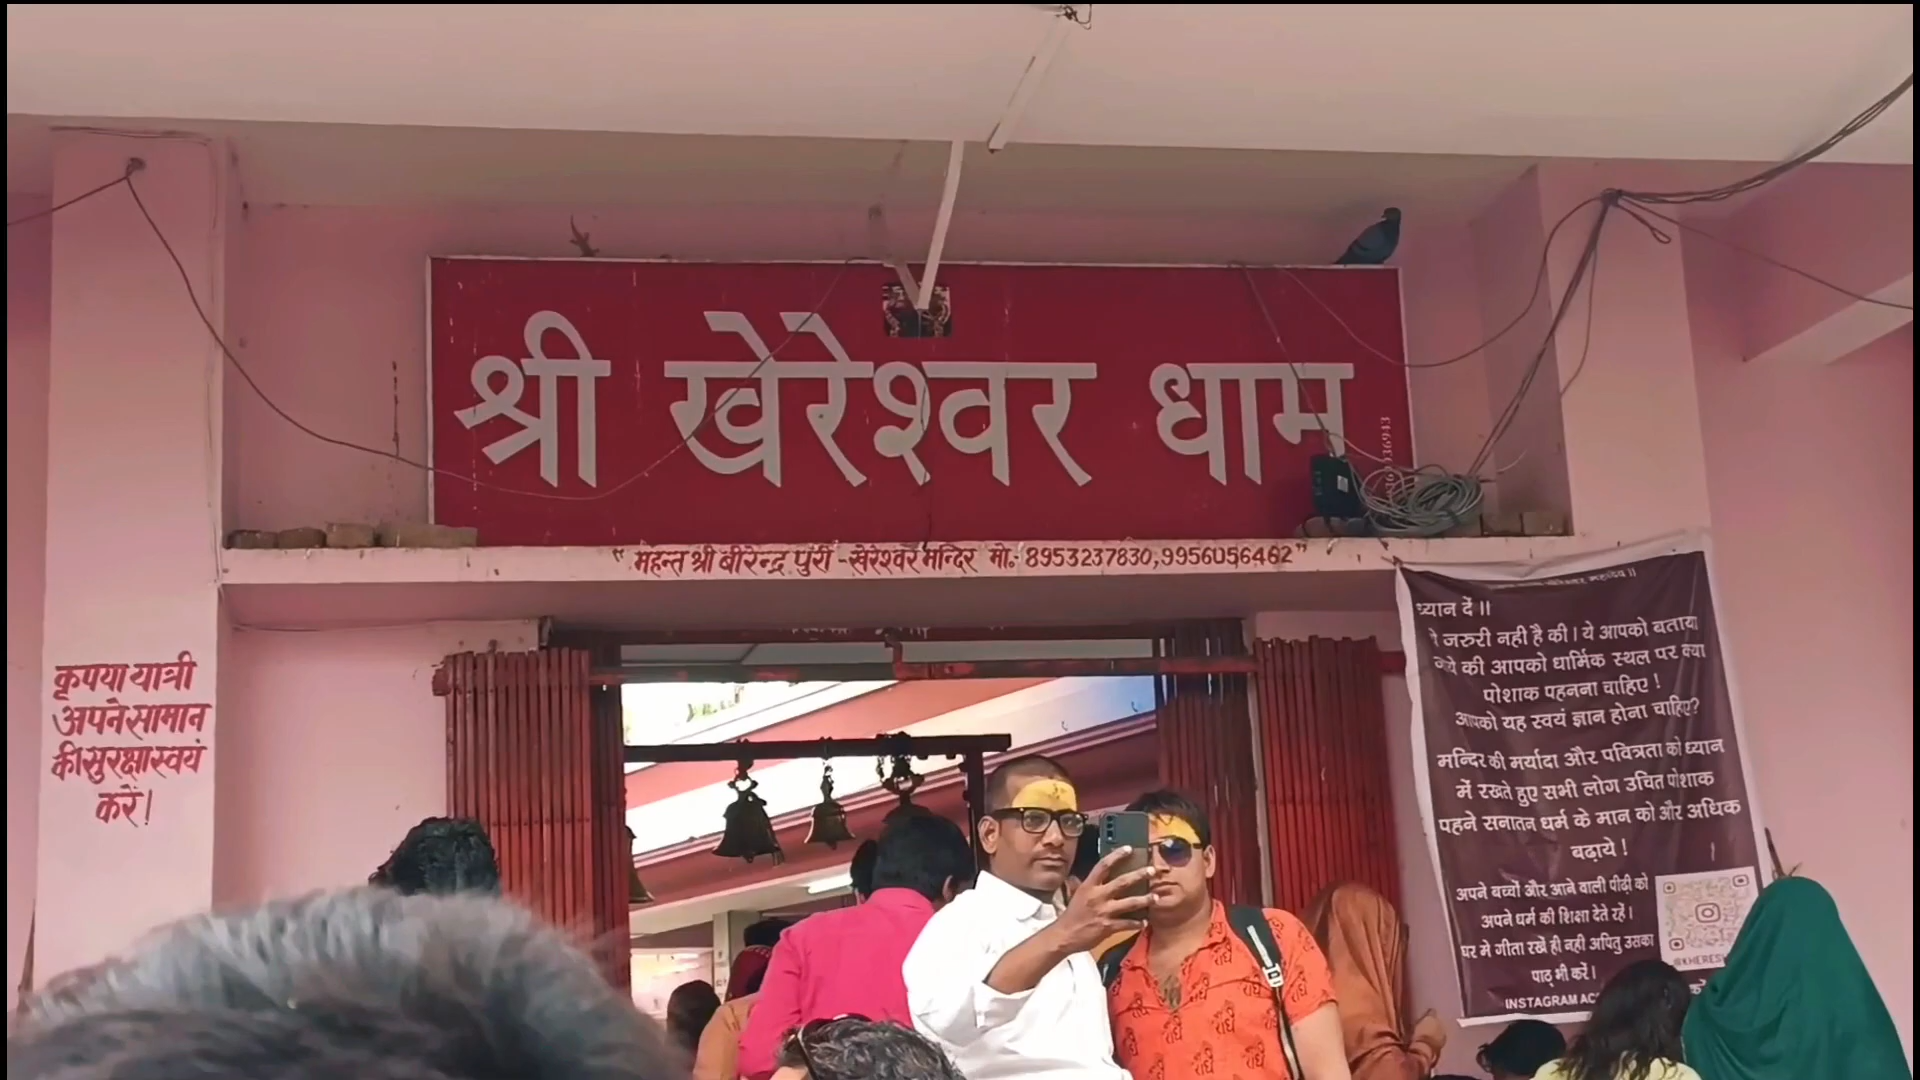 श्री खेरेश्वर धाम
“ महन्त श्री बीरेन्द्र पुरी - खेरेश्वर मन्दिर मो॰- 8953237830,9956056462”
कृपया यात्री
अपने सामान
की सुरक्षा स्वयं
करें!
ध्यान दें ॥
जरुरी नही है की । ये आपको बताया
की आपको धार्मिक स्थल पर क्या
पोशाक पहनना चाहिए !
आपको यह स्वयं ज्ञान होना चाहिए?
मन्दिर की मर्यादा और पवित्रता को ध्यान
में रखते हुए सभी लोग उचित पोशाक
पहने सनातन धर्म के मान को और अधिक
बढ़ाये !
अपने बच्चों और आने वाली पीढी को
अपने धर्म की शिक्षा देते रहें ।
घर मे गीता रखे ही नही अपितु उसका
पाठ भी करें ।
INSTAGRAM
राधे